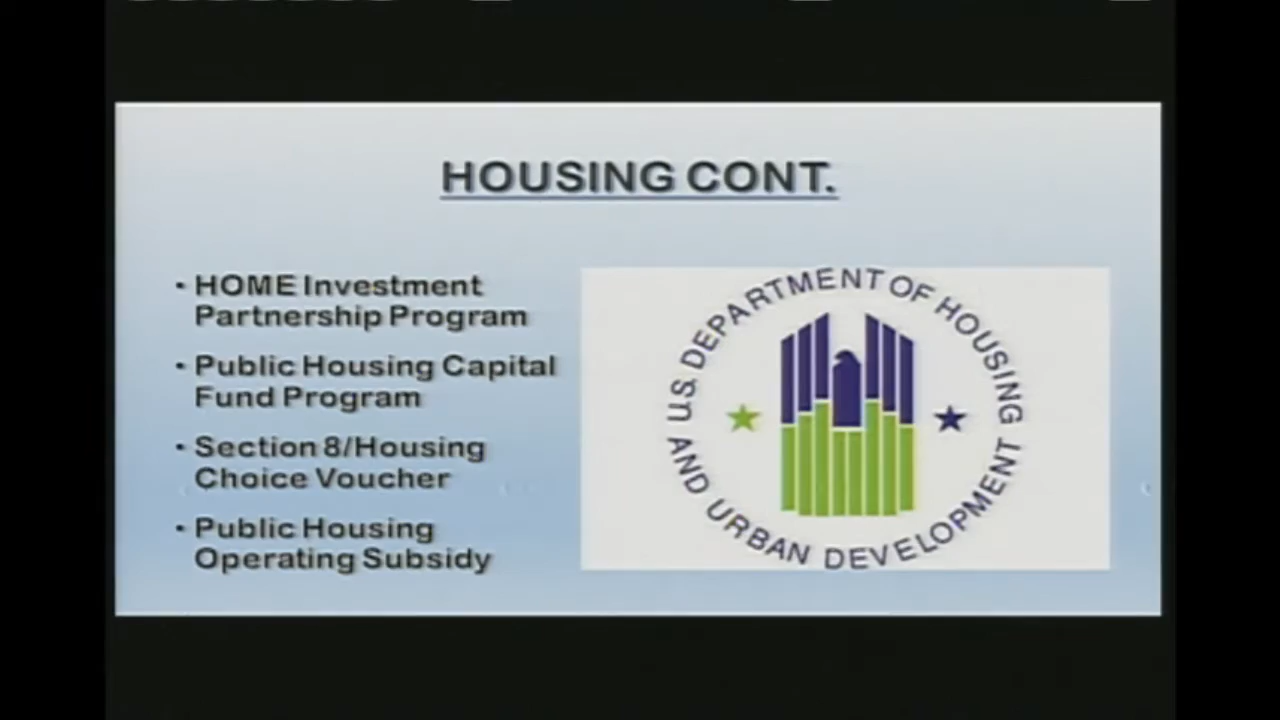 HOUSING CONT.
· HOME Investment
Partnership Program
· Public Housing Capital
Fund Program
· Section 8/Housing
Choice Voucher
· Public Housing
Operating Subsidy
U.S. DEPARTMENT OF HOUSING
AND URBAN DEVELOPMENT